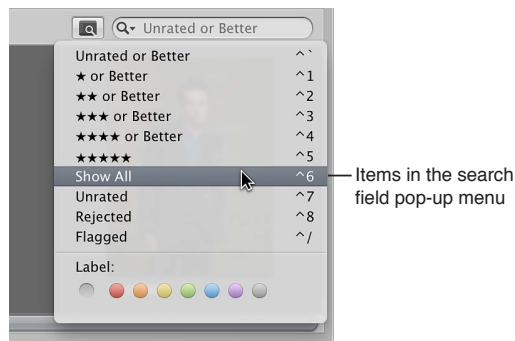 Unrated or Better
Unrated or Better ^`
★ or Better ^1
★★ or Better ^2
★★★ or Better ^3
★★★★ or Better ^4
★★★★★ ^5
Show All ^6
Unrated ^7
Rejected ^8
Flagged ^/
Label:
Items in the search
field pop-up menu